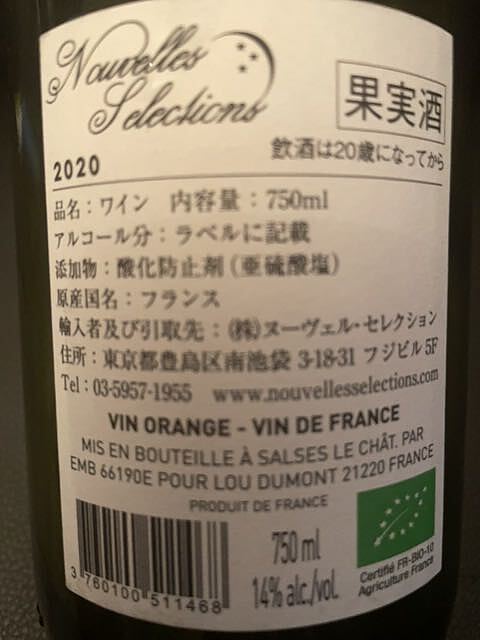 Nouvelles
Selections
果実酒
飲酒は20歳になってから
2020
品名：ワイン 内容量：750ml
アルコール分：ラベルに記載
添加物：酸化防止剤（亜硫酸塩）
原産国名：フランス
輸入者及び引取先：(株)ヌーヴェル・セレクション
住所：東京都豊島区南池袋 3-18-31 フジビル 5F
Tel：03-5957-1955 www.nouvellesselections.com
VIN ORANGE - VIN DE FRANCE
MIS EN BOUTEILLE À SALSES LE CHÂT. PAR
EMB 66190E POUR LOU DUMONT 21220 FRANCE
PRODUIT DE FRANCE
750 ml
14% alc./vol.
Certifié FR-BIO-10
Agriculture France
3 760100 511468